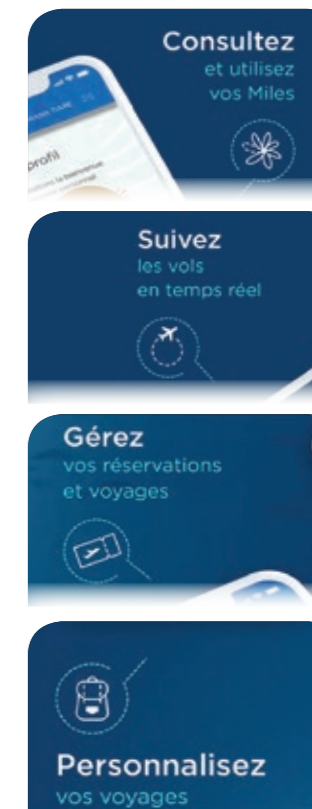 Consultez
et utilisez
vos Miles
profil
Suivez
les vols
en temps réel
Gérez
vos réservations
et voyages
Personnalisez
vos voyages